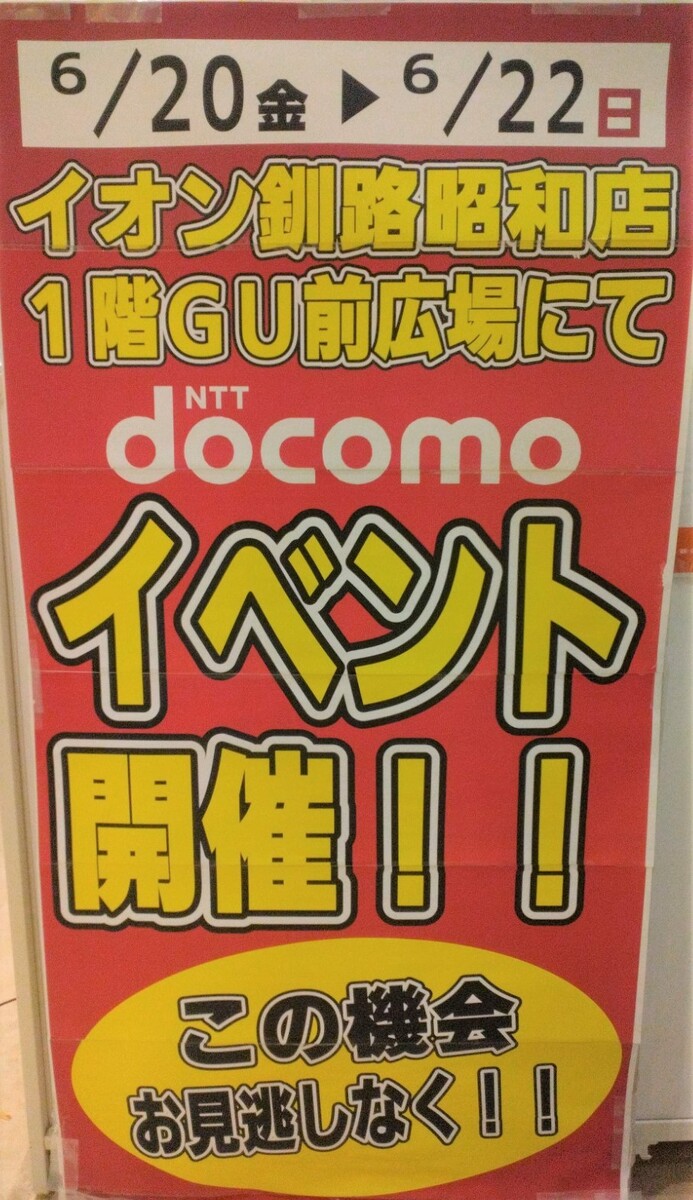 6/20金▶6/22日
イオン釧路昭和店
1階GU前広場にて
NTT
docomo
イベント
開催！！
この機会
お見逃しなく！！